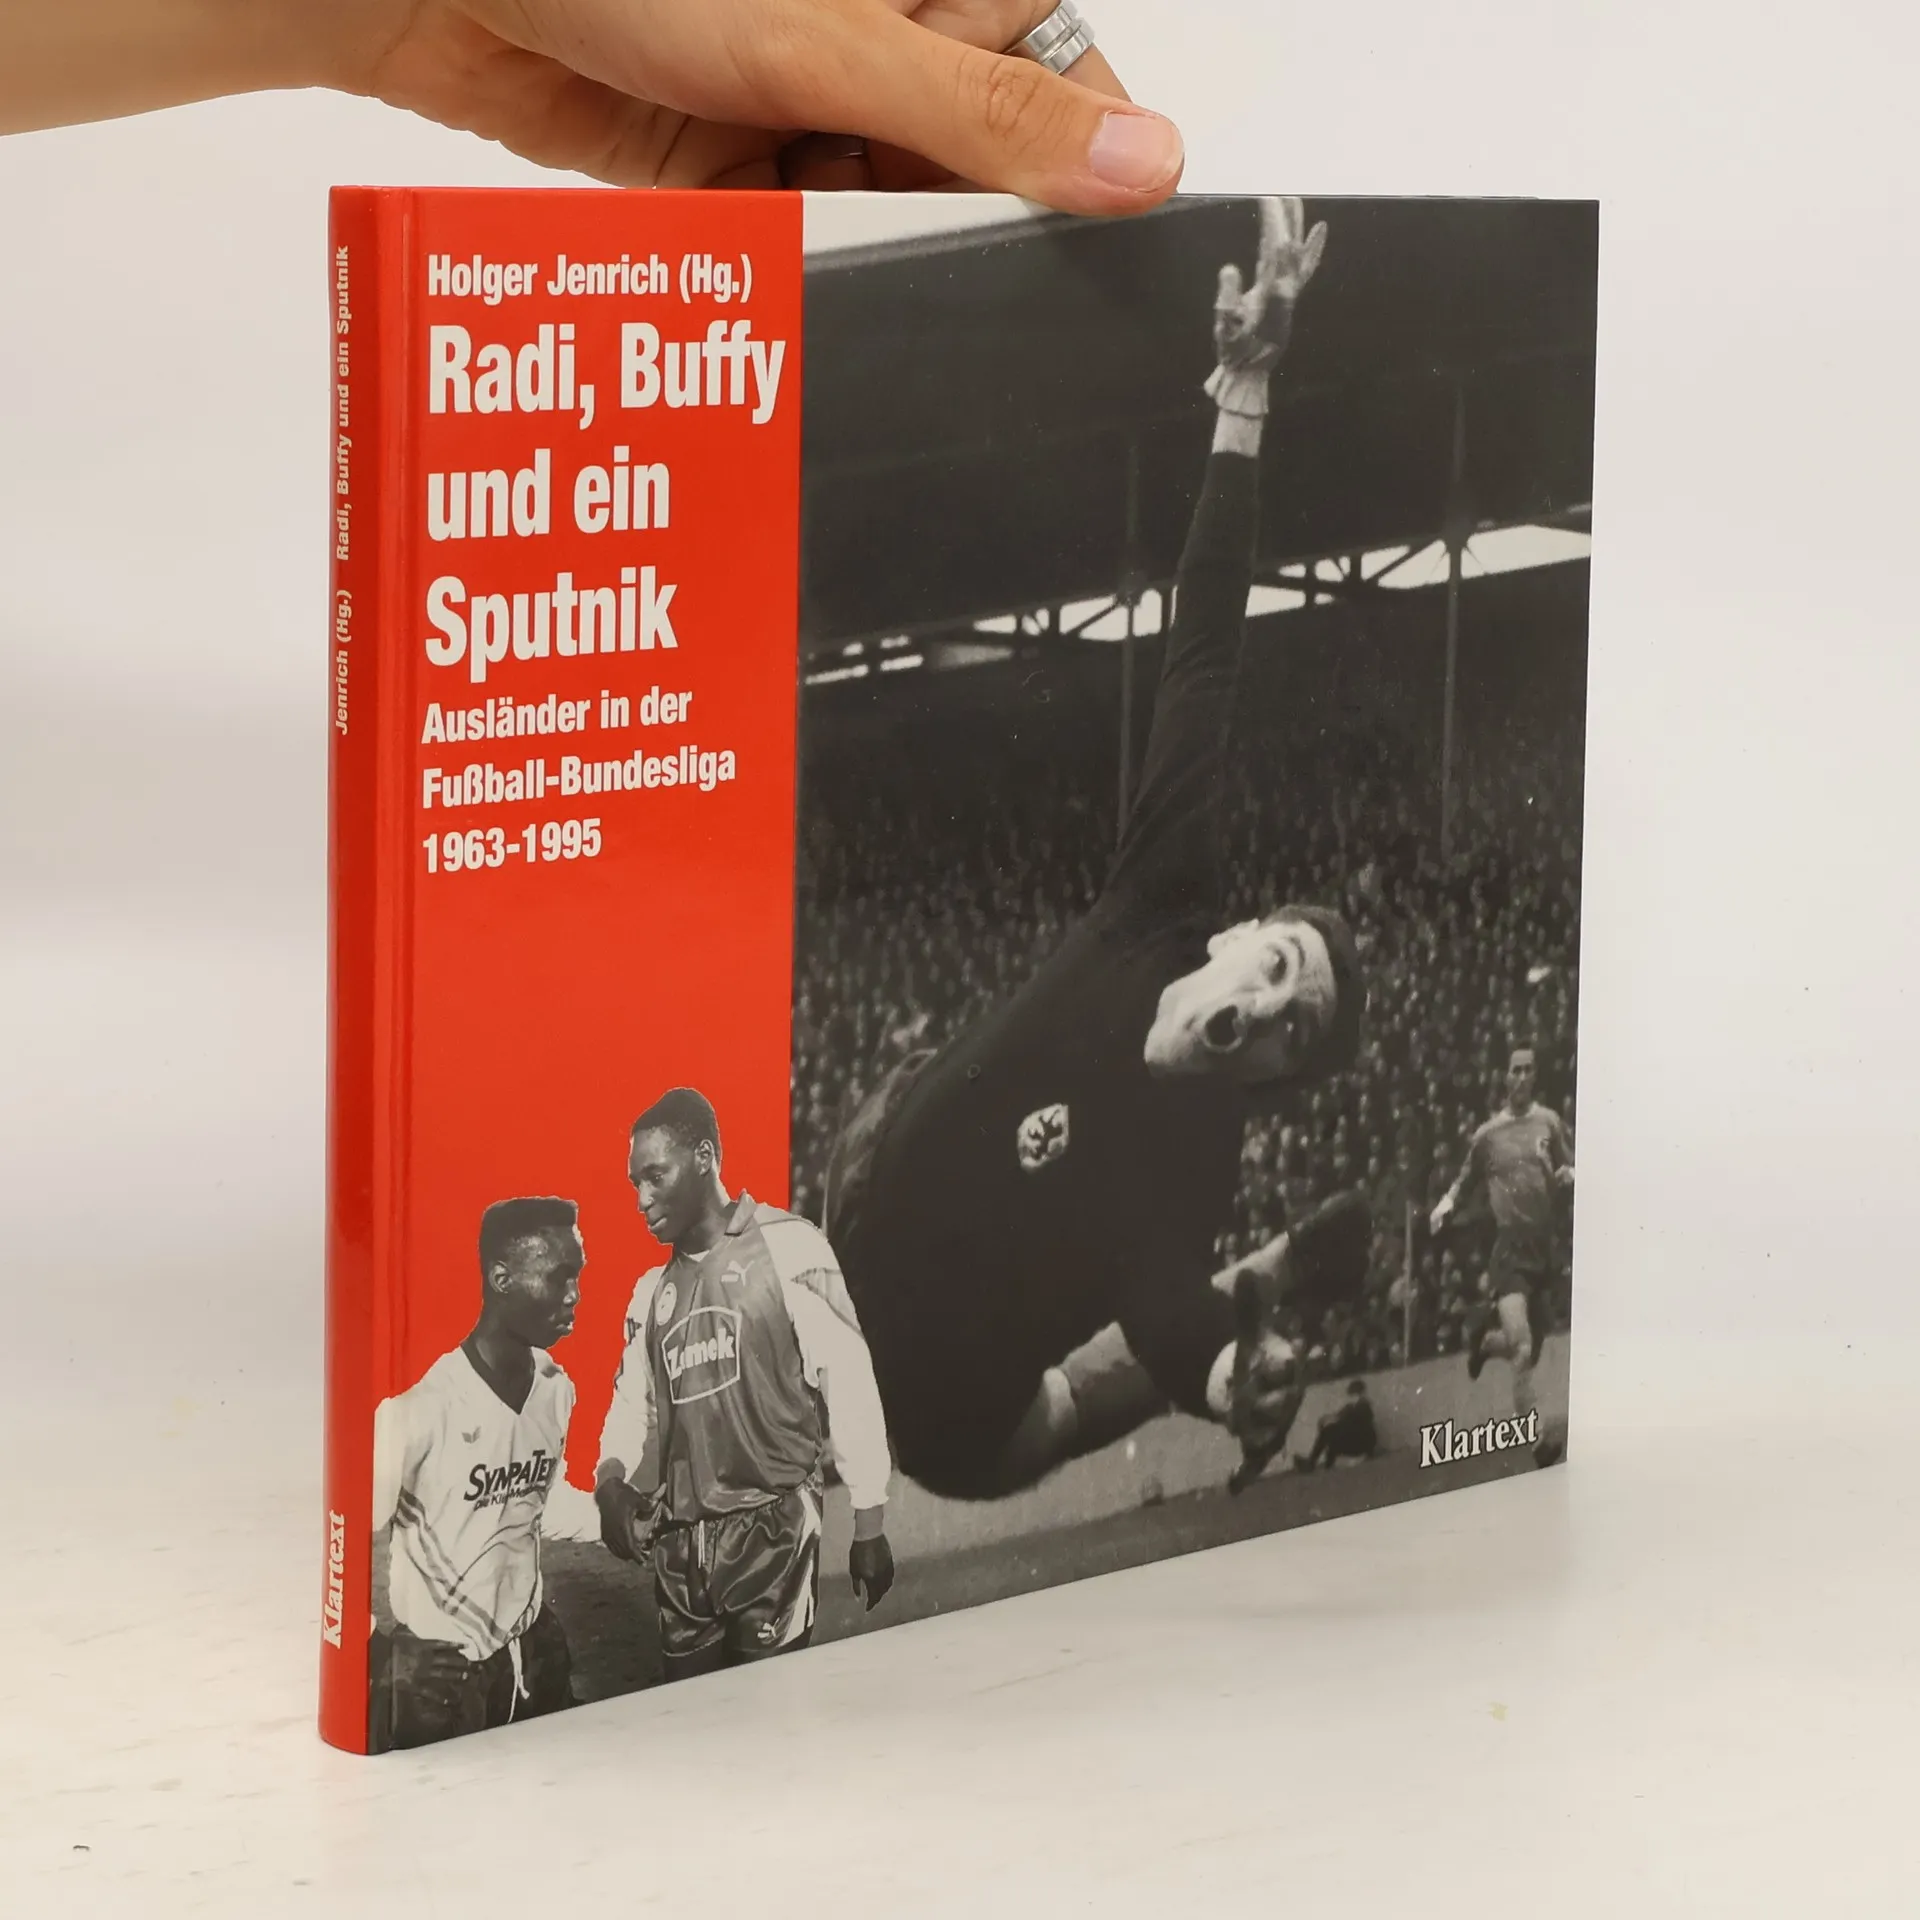 Holger Jenrich (Hg.)
Radi, Buffy
und ein
Sputnik
Ausländer in der
Fußball-Bundesliga
1963-1995
Jenrich (Hg.) Radi, Buffy und ein Sputnik
Klartext
Zamek
SYMPATEX
Klartext